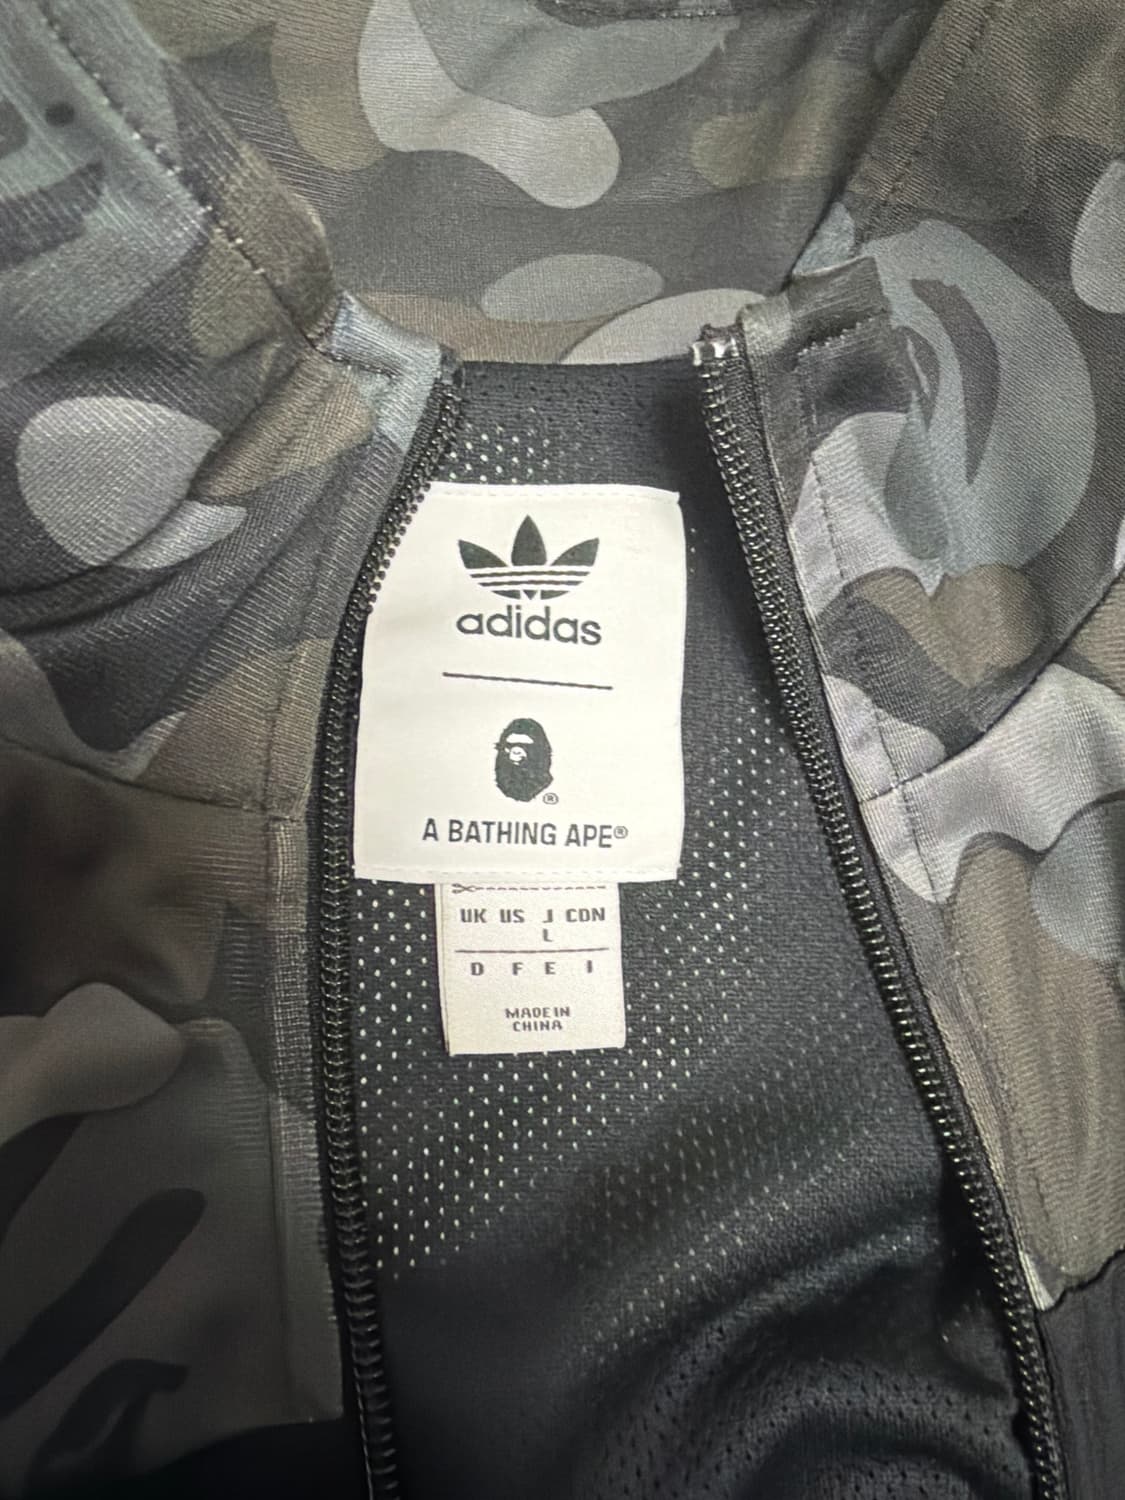 adidas
®
A BATHING APE®
UK US J CDN
L
D F E I
MADE IN
CHINA